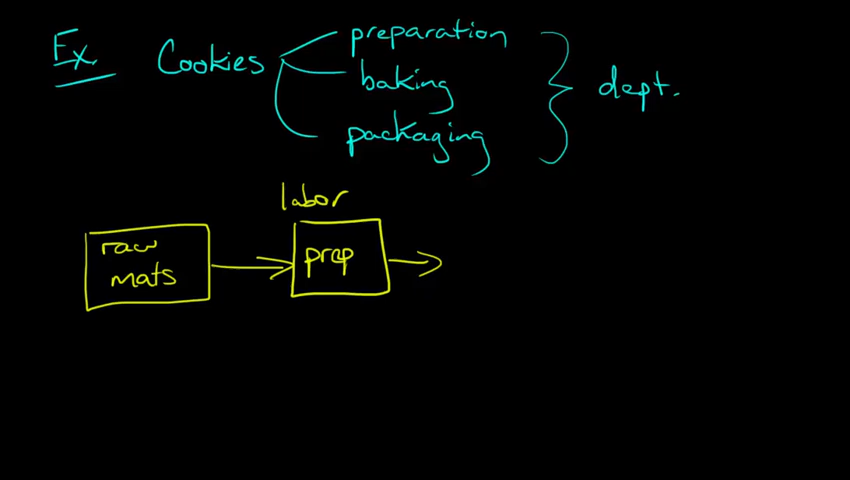 Ex. Cookies
preparation
baking
packaging
dept.
labor
raw
mats
prep